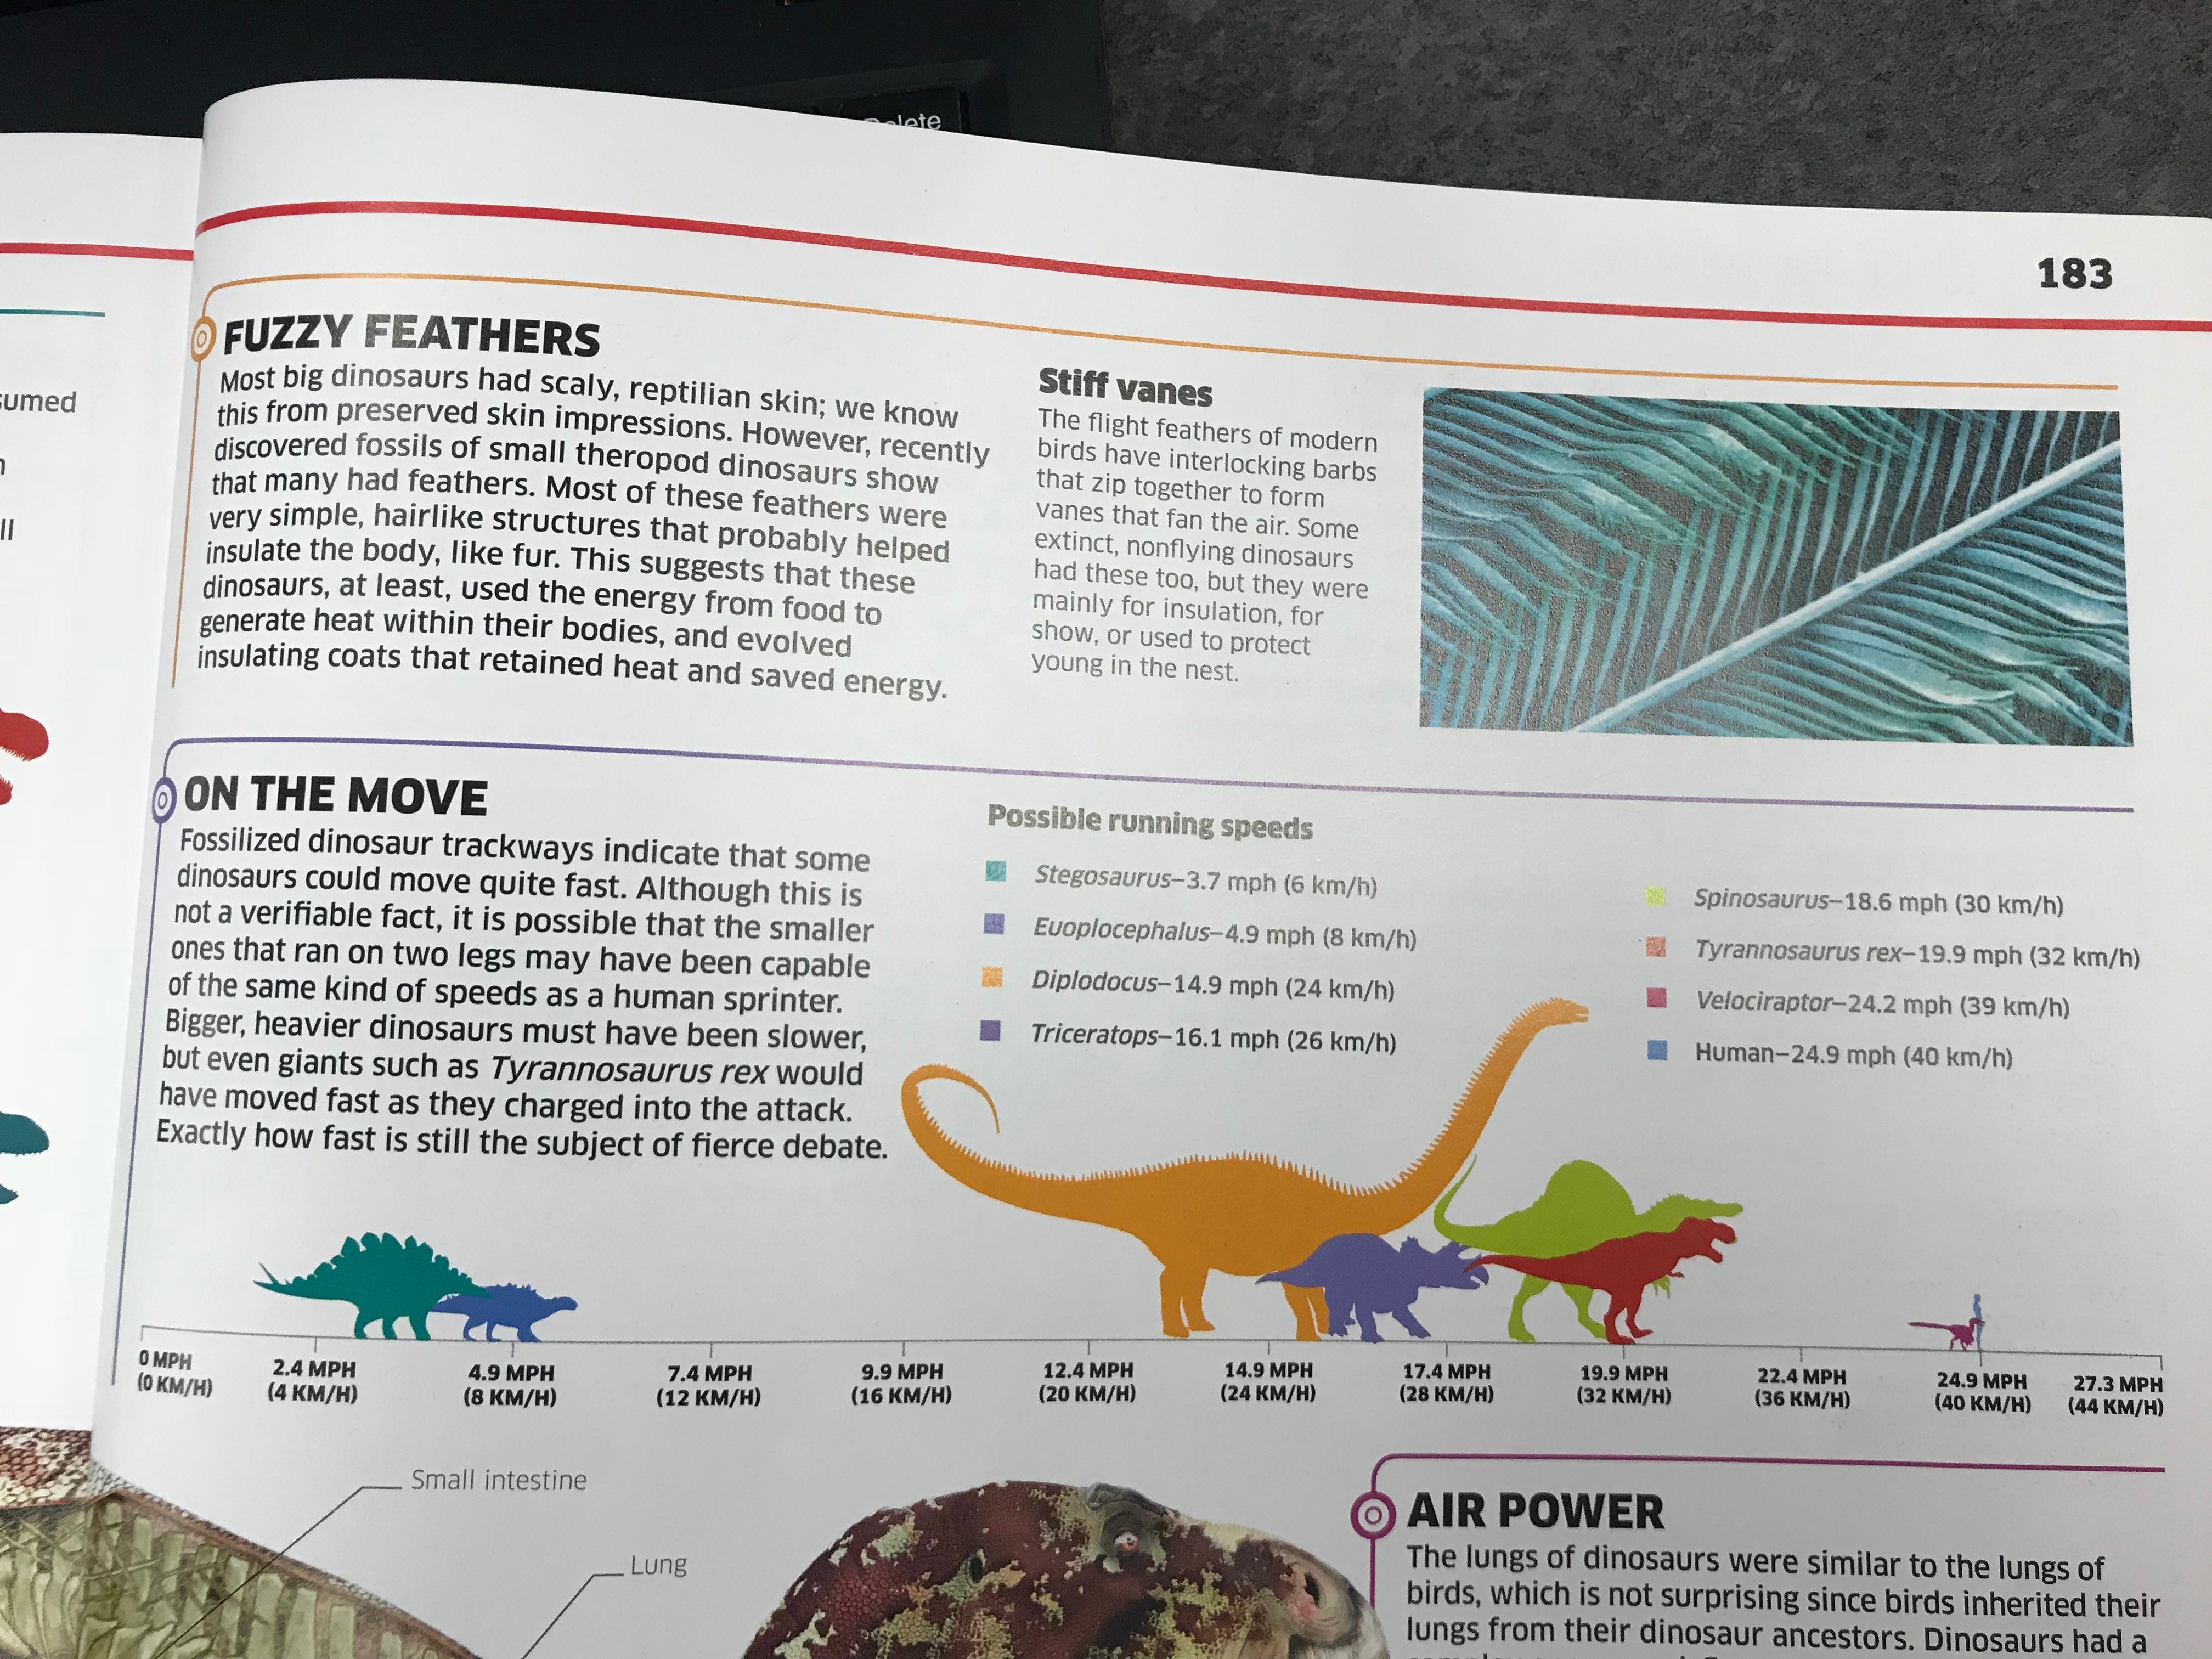 Delete
183
sumed
ll
FUZZY FEATHERS
Most big dinosaurs had scaly, reptilian skin; we know
this from preserved skin impressions. However, recently
discovered fossils of small theropod dinosaurs show
that many had feathers. Most of these feathers were
very simple, hairlike structures that probably helped
insulate the body, like fur. This suggests that these
dinosaurs, at least, used the energy from food to
generate heat within their bodies, and evolved
insulating coats that retained heat and saved energy.
Stiff vanes
The flight feathers of modern
birds have interlocking barbs
that zip together to form
vanes that fan the air. Some
extinct, nonflying dinosaurs
had these too, but they were
mainly for insulation, for
show, or used to protect
young in the nest.
ON THE MOVE
Fossilized dinosaur trackways indicate that some
dinosaurs could move quite fast. Although this is
not a verifiable fact, it is possible that the smaller
ones that ran on two legs may have been capable
of the same kind of speeds as a human sprinter.
Bigger, heavier dinosaurs must have been slower,
but even giants such as Tyrannosaurus rex would
have moved fast as they charged into the attack.
Exactly how fast is still the subject of fierce debate.
Possible running speeds
Stegosaurus–3.7 mph (6 km/h)
Euoplocephalus–4.9 mph (8 km/h)
Diplodocus–14.9 mph (24 km/h)
Triceratops–16.1 mph (26 km/h)
Spinosaurus–18.6 mph (30 km/h)
Tyrannosaurus rex–19.9 mph (32 km/h)
Velociraptor–24.2 mph (39 km/h)
Human–24.9 mph (40 km/h)
0 MPH
(0 KM/H)
2.4 MPH
(4 KM/H)
4.9 MPH
(8 KM/H)
7.4 MPH
(12 KM/H)
9.9 MPH
(16 KM/H)
12.4 MPH
(20 KM/H)
14.9 MPH
(24 KM/H)
17.4 MPH
(28 KM/H)
19.9 MPH
(32 KM/H)
22.4 MPH
(36 KM/H)
24.9 MPH
(40 KM/H)
27.3 MPH
(44 KM/H)
Small intestine
Lung
AIR POWER
The lungs of dinosaurs were similar to the lungs of
birds, which is not surprising since birds inherited their
lungs from their dinosaur ancestors. Dinosaurs had a